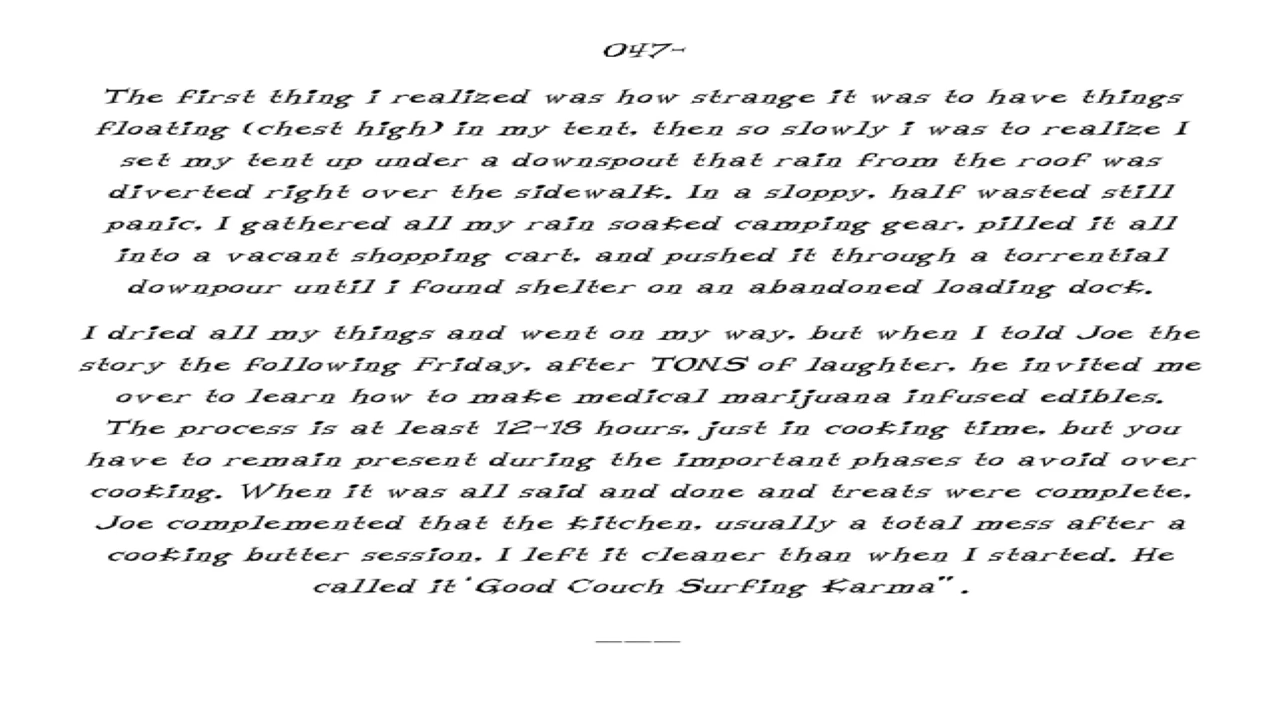 047-
The first thing i realized was how strange it was to have things
floating (chest high) in my tent, then so slowly i was to realize I
set my tent up under a downspout that rain from the roof was
diverted right over the sidewalk. In a sloppy, half wasted still
panic, I gathered all my rain soaked camping gear, pilled it all
into a vacant shopping cart, and pushed it through a torrential
downpour until i found shelter on an abandoned loading dock.
I dried all my things and went on my way, but when I told Joe the
story the following Friday, after TONS of laughter, he invited me
over to learn how to make medical marijuana infused edibles.
The process is at least 12-18 hours, just in cooking time, but you
have to remain present during the important phases to avoid over
cooking. When it was all said and done and treats were complete,
Joe complemented that the kitchen, usually a total mess after a
cooking butter session, I left it cleaner than when I started. He
called it 'Good Couch Surfing Karma" .
___